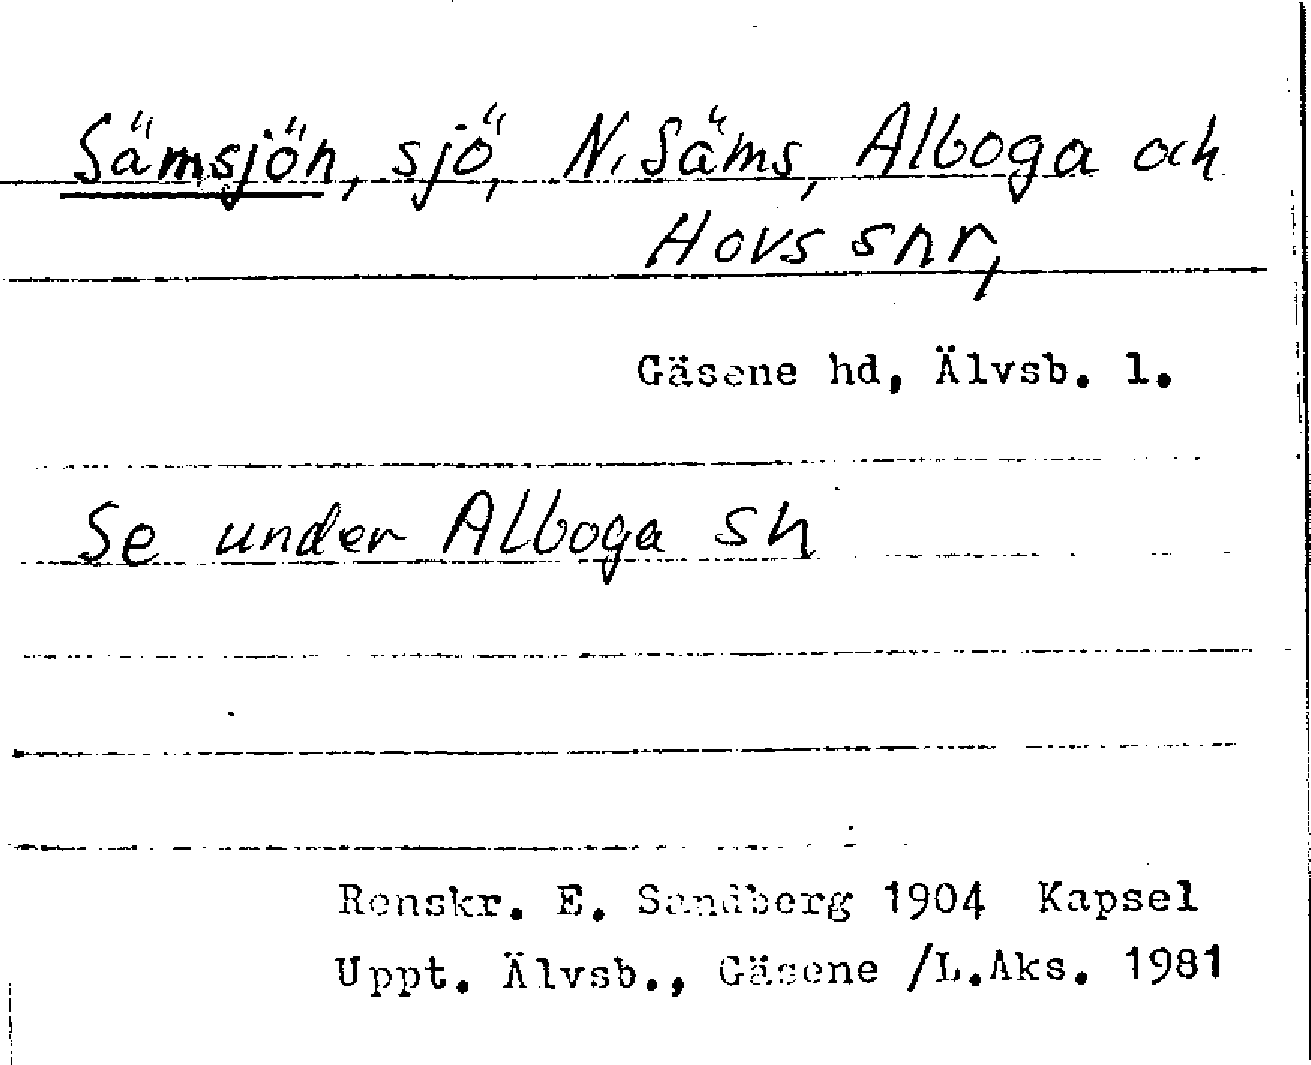 Sämsjön, sjö, N. Säms, Alboga och
Hovs snr,
Gäsene hd, Älvsb. l.
Se under Alboga sn
Renskr. E. Sandberg 1904 Kapsel
Uppt. Älvsb., Gäsene /L.Aks. 1981